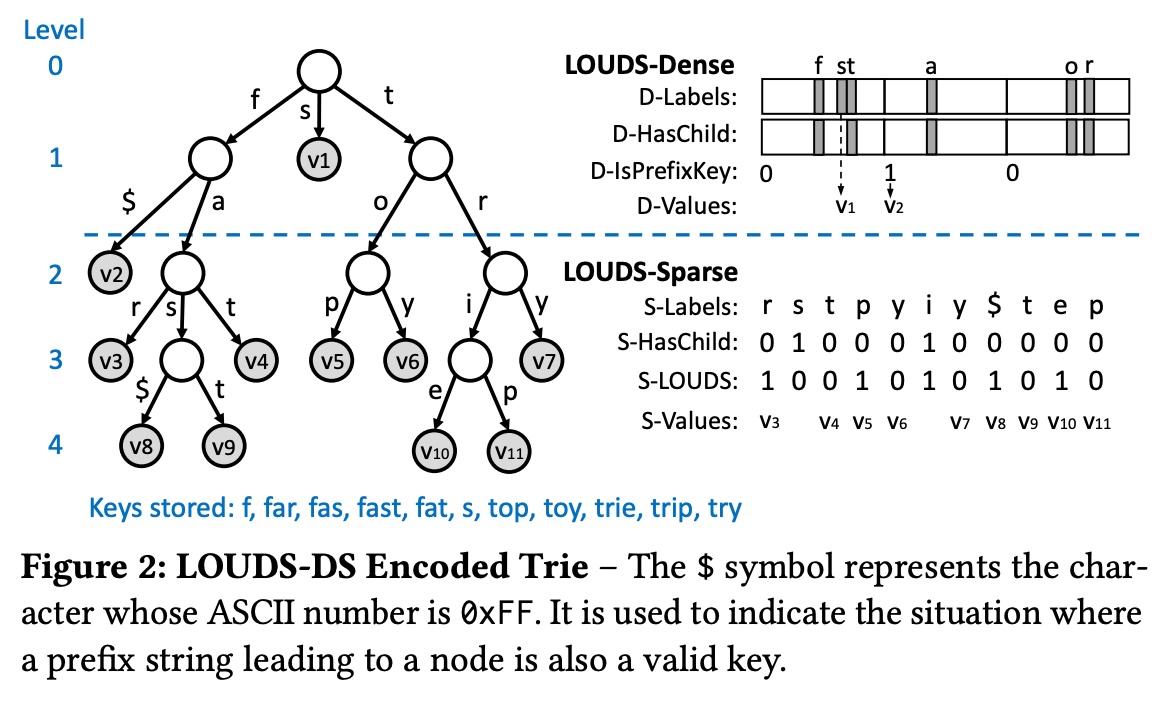 Level
0
1
2
3
4
f
s
t
v1
$
a
o
r
v2
r
s
t
p
y
i
y
v3
v4
v5
v6
v7
$
t
e
p
v8
v9
v10
v11
LOUDS-Dense
f st a o r
D-Labels:
D-HasChild:
D-IsPrefixKey: 0 1 0
D-Values: v1 v2
LOUDS-Sparse
S-Labels: r s t p y i y $ t e p
S-HasChild: 0 1 0 0 0 1 0 0 0 0 0
S-LOUDS: 1 0 0 1 0 1 0 1 0 1 0
S-Values: v3 v4 v5 v6 v7 v8 v9 v10 v11
Keys stored: f, far, fas, fast, fat, s, top, toy, trie, trip, try
Figure 2: LOUDS-DS Encoded Trie – The $ symbol represents the char-
acter whose ASCII number is 0xFF. It is used to indicate the situation where
a prefix string leading to a node is also a valid key.